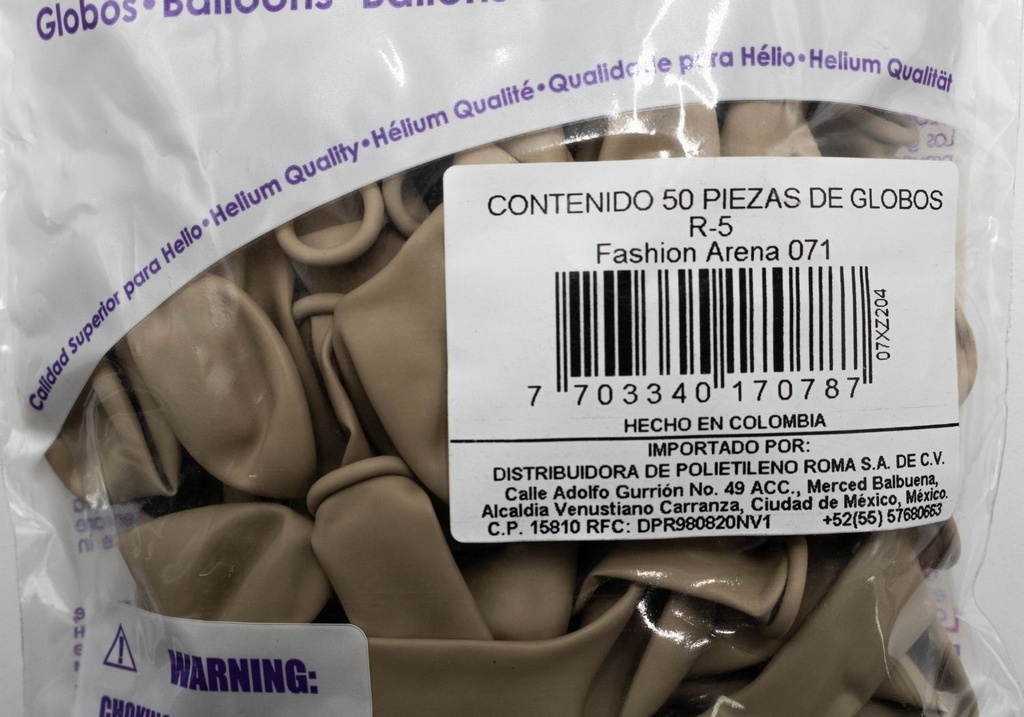 Globos • Balloons
Calidad Superior para Helio • Helium Quality • Hélium Qualité • Qualidade para Hélio • Helium Qualität
CONTENIDO 50 PIEZAS DE GLOBOS
R-5
Fashion Arena 071
07XZ204
7 703340 170787
HECHO EN COLOMBIA
IMPORTADO POR:
DISTRIBUIDORA DE POLIETILENO ROMA S.A. DE C.V.
Calle Adolfo Gurrión No. 49 ACC., Merced Balbuena,
Alcaldia Venustiano Carranza, Ciudad de México, México.
C.P. 15810 RFC: DPR980820NV1 +52(55) 57680663
WARNING: